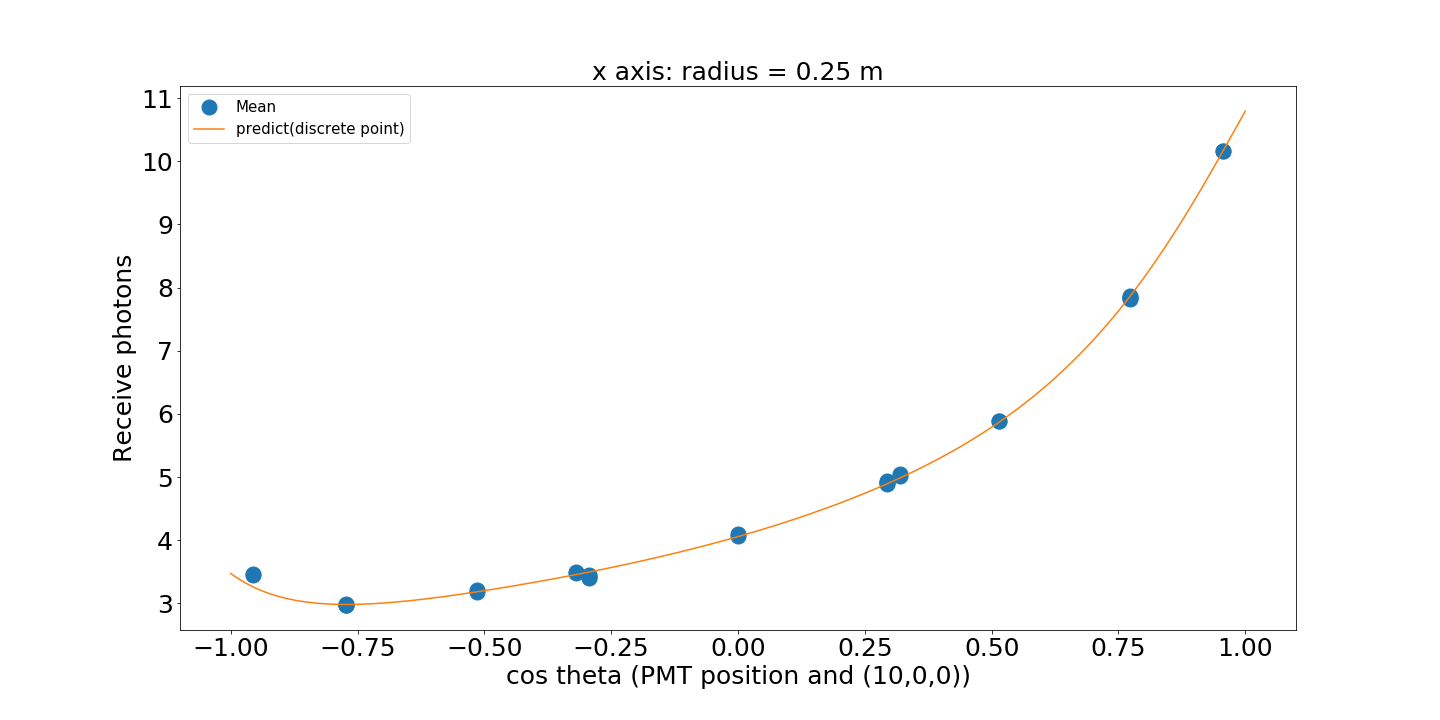 x axis: radius = 0.25 m
Mean
predict(discrete point)
11
10
9
8
7
6
5
4
3
Receive photons
−1.00 −0.75 −0.50 −0.25 0.00 0.25 0.50 0.75 1.00
cos theta (PMT position and (10,0,0))